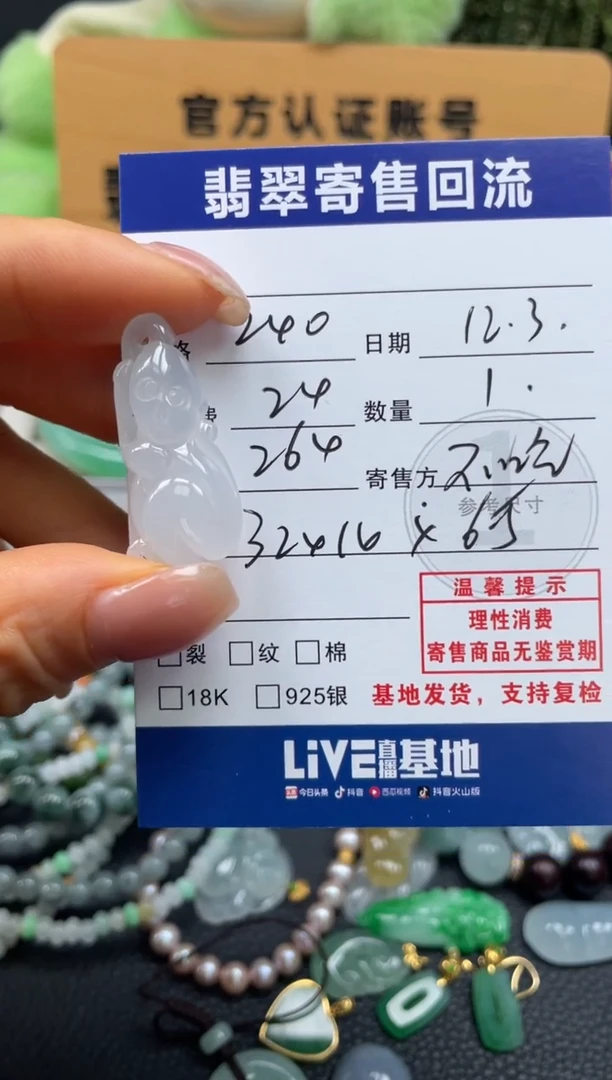 官方认证账号
翡翠寄售回流
格 240 日期 12.3.
24 数量 1.
264 寄售方
参考尺寸
温馨提示
理性消费
寄售商品无鉴赏期
裂 纹 棉
18K 925银 基地发货，支持复检
LiVE直播基地
今日头条 抖音 西瓜视频 抖音火山版